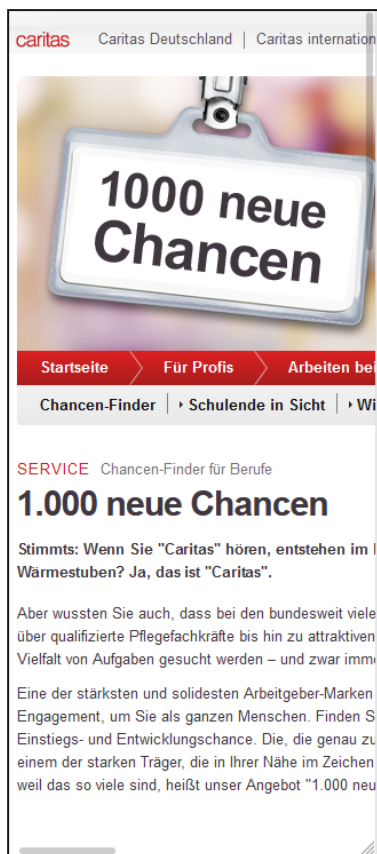 caritas Caritas Deutschland | Caritas internation
1000 neue
Chancen
Startseite Für Profis Arbeiten bei
Chancen-Finder | Schulende in Sicht | Wi
SERVICE Chancen-Finder für Berufe
1.000 neue Chancen
Stimmts: Wenn Sie "Caritas" hören, entstehen im
Wärmestuben? Ja, das ist "Caritas".
Aber wussten Sie auch, dass bei den bundesweit viele
über qualifizierte Pflegefachkräfte bis hin zu attraktiven
Vielfalt von Aufgaben gesucht werden – und zwar imme
Eine der stärksten und solidesten Arbeitgeber-Marken
Engagement, um Sie als ganzen Menschen. Finden S
Einstiegs- und Entwicklungschance. Die, die genau zu
einem der starken Träger, die in Ihrer Nähe im Zeichen
weil das so viele sind, heißt unser Angebot "1.000 neu